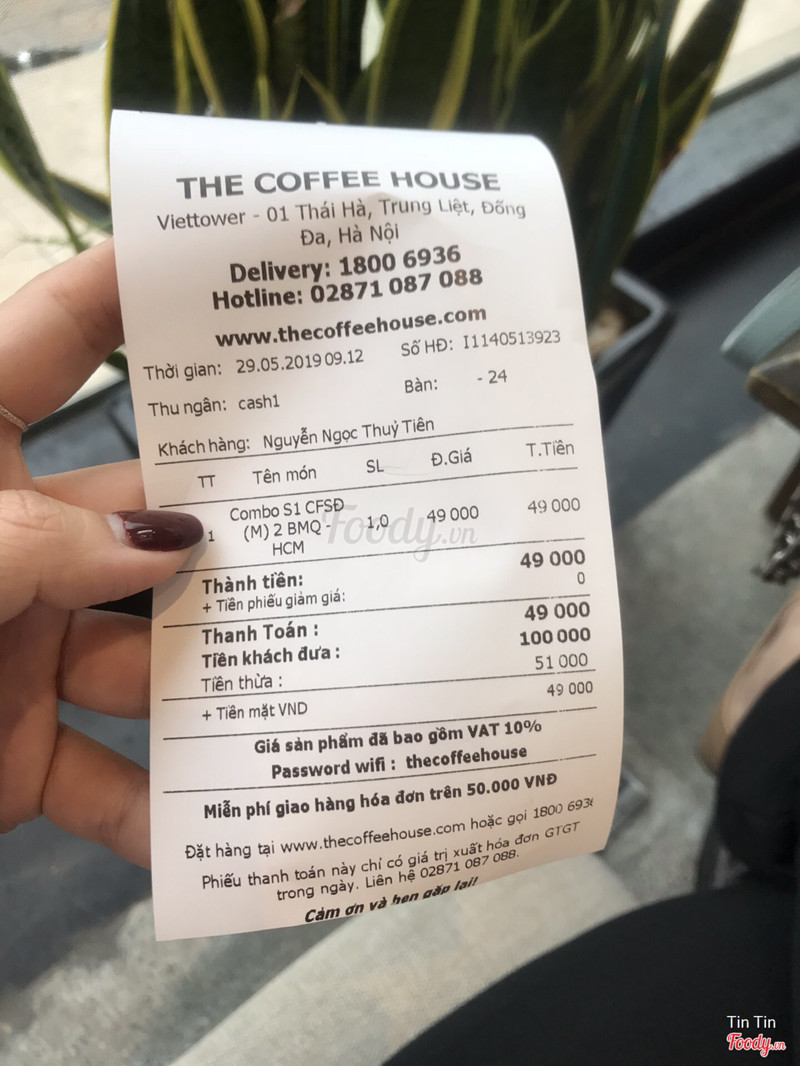 THE COFFEE HOUSE
Viettower - 01 Thái Hà, Trung Liệt, Đống
Đa, Hà Nội
Delivery: 1800 6936
Hotline: 02871 087 088
www.thecoffeehouse.com
Thời gian: 29.05.2019 09.12 Số HĐ: I1140513923
Thu ngân: cash1 Bàn: - 24
Khách hàng: Nguyễn Ngọc Thuỷ Tiên
TT Tên món SL Đ.Giá T.Tiền
Combo S1 CFSĐ
1 (M) 2 BMQ - 1,0 49 000 49 000
HCM
Foody.vn
Thành tiền: 49 000
+ Tiền phiếu giảm giá: 0
Thanh Toán : 49 000
Tiền khách đưa : 100 000
Tiền thừa : 51 000
+ Tiền mặt VND 49 000
Giá sản phẩm đã bao gồm VAT 10%
Password wifi : thecoffeehouse
Miễn phí giao hàng hóa đơn trên 50.000 VNĐ
Đặt hàng tại www.thecoffeehouse.com hoặc gọi 1800 6936
Phiếu thanh toán này chỉ có giá trị xuất hóa đơn GTGT
trong ngày. Liên hệ 02871 087 088.
Cảm ơn và hẹn gặp lại!
Tin Tin
Foody.vn